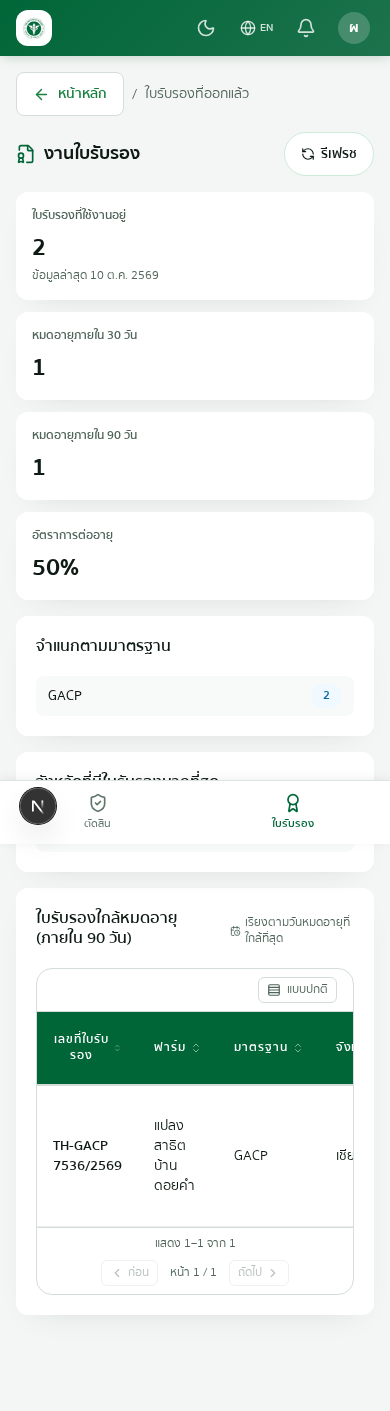 EN
ผ
หน้าหลัก
/ ใบรับรองที่ออกแล้ว
งานใบรับรอง
รีเฟรช
ใบรับรองที่ใช้งานอยู่
2
ข้อมูลล่าสุด 10 ต.ค. 2569
หมดอายุภายใน 30 วัน
1
หมดอายุภายใน 90 วัน
1
อัตราการต่ออายุ
50%
จำแนกตามมาตรฐาน
GACP
2
N
ตัดสิน
ใบรับรอง
ใบรับรองใกล้หมดอายุ
(ภายใน 90 วัน)
เรียงตามวันหมดอายุที่
ใกล้ที่สุด
แบบปกติ
เลขที่ใบรับ
รอง
ฟาร์ม
มาตรฐาน
TH-GACP
7536/2569
แปลง
สาธิต
บ้าน
ดอยคำ
GACP
แสดง 1–1 จาก 1
ก่อน
หน้า 1 / 1
ถัดไป